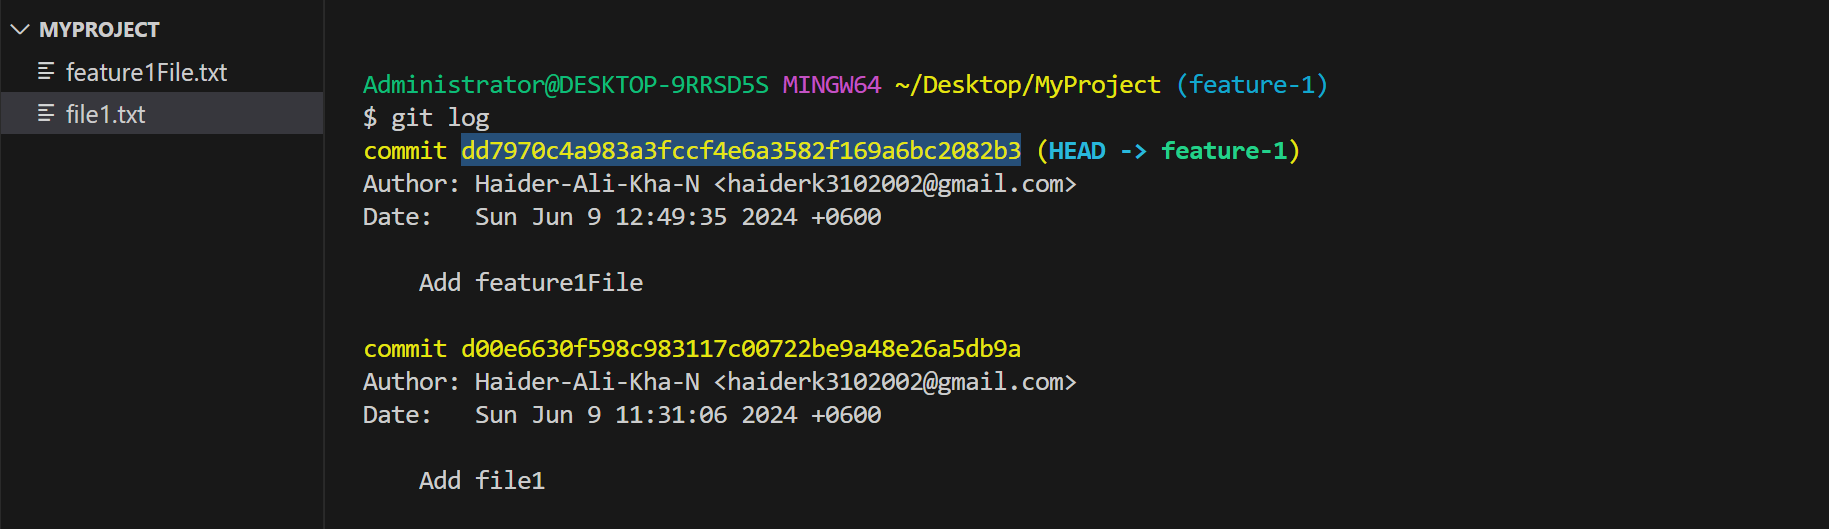 MYPROJECT
feature1File.txt
file1.txt
Administrator@DESKTOP-9RRSD5S MINGW64 ~/Desktop/MyProject (feature-1)
$ git log
commit dd7970c4a983a3fccf4e6a3582f169a6bc2082b3 (HEAD -> feature-1)
Author: Haider-Ali-Kha-N <haiderk3102002@gmail.com>
Date:   Sun Jun 9 12:49:35 2024 +0600
Add feature1File
commit d00e6630f598c983117c00722be9a48e26a5db9a
Author: Haider-Ali-Kha-N <haiderk3102002@gmail.com>
Date:   Sun Jun 9 11:31:06 2024 +0600
Add file1